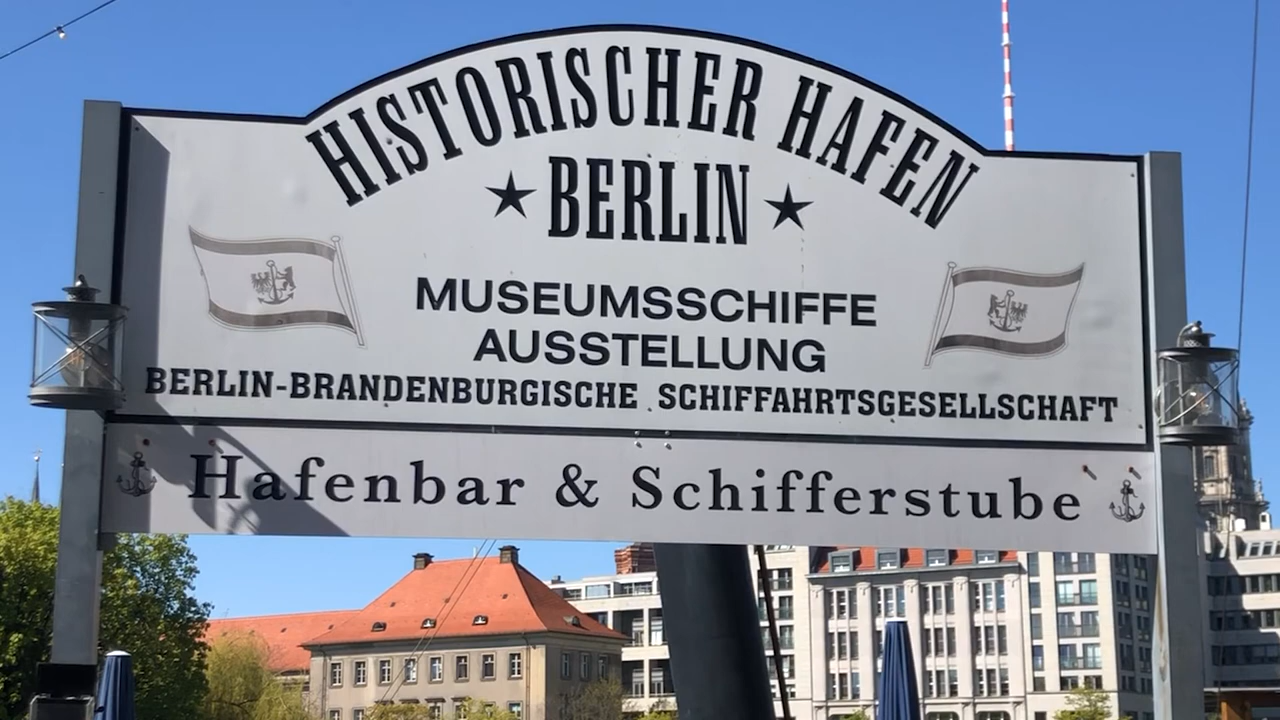 HISTORISCHER HAFEN
BERLIN
MUSEUMSSCHIFFE
AUSSTELLUNG
BERLIN-BRANDENBURGISCHE SCHIFFAHRTSGESELLSCHAFT
Hafenbar & Schifferstube